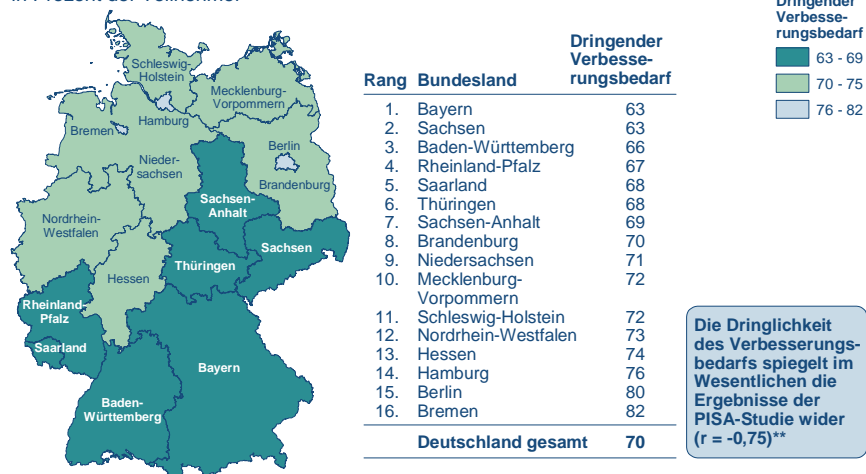 in Prozent der Teilnehmer
Schleswig-
Holstein
Mecklenburg-
Vorpommern
Hamburg
Bremen
Berlin
Nieder-
sachsen
Brandenburg
Sachsen-
Anhalt
Nordrhein-
Westfalen
Sachsen
Thüringen
Hessen
Rheinland-
Pfalz
Saarland
Bayern
Baden-
Württemberg
Dringender
Verbesse-
Rang Bundesland rungsbedarf
1. Bayern 63
2. Sachsen 63
3. Baden-Württemberg 66
4. Rheinland-Pfalz 67
5. Saarland 68
6. Thüringen 68
7. Sachsen-Anhalt 69
8. Brandenburg 70
9. Niedersachsen 71
10. Mecklenburg- 72
Vorpommern
11. Schleswig-Holstein 72
12. Nordrhein-Westfalen 73
13. Hessen 74
14. Hamburg 76
15. Berlin 80
16. Bremen 82
Deutschland gesamt 70
Dringender
Verbesse-
rungsbedarf
63 - 69
70 - 75
76 - 82
Die Dringlichkeit
des Verbesserungs-
bedarfs spiegelt im
Wesentlichen die
Ergebnisse der
PISA-Studie wider
(r = -0,75)**